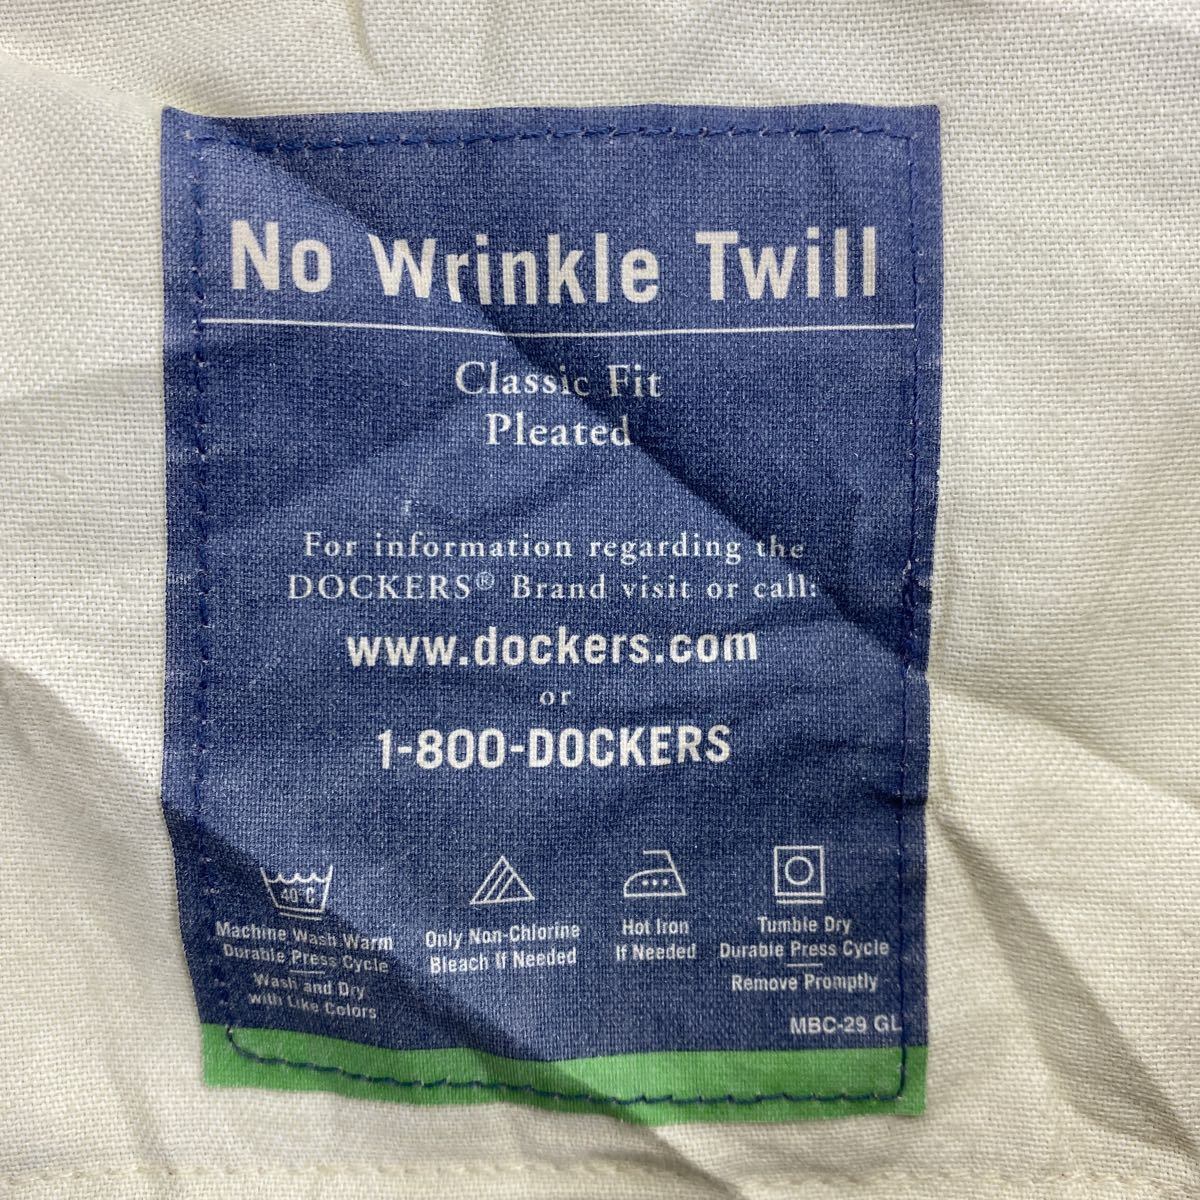 No Wrinkle Twill
Classic Fit
Pleated
For information regarding the
DOCKERS® Brand visit or call:
www.dockers.com
or
1-800-DOCKERS
40°C
Machine Wash Warm
Durable Press Cycle
Wash and Dry
with Like Colors
Only Non-Chlorine
Bleach If Needed
Hot Iron
If Needed
Tumble Dry
Durable Press Cycle
Remove Promptly
MBC-29 GL